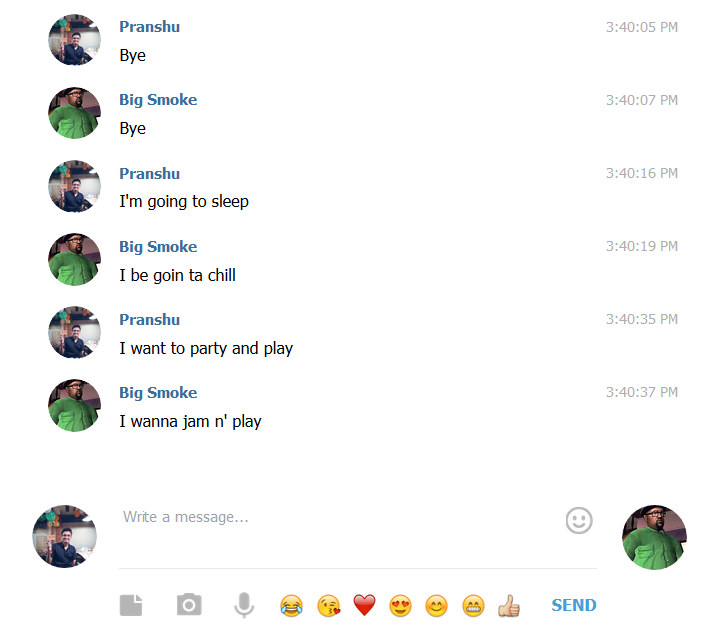 Pranshu 3:40:05 PM
Bye
Big Smoke 3:40:07 PM
Bye
Pranshu 3:40:16 PM
I'm going to sleep
Big Smoke 3:40:19 PM
I be goin ta chill
Pranshu 3:40:35 PM
I want to party and play
Big Smoke 3:40:37 PM
I wanna jam n' play
Write a message...
SEND